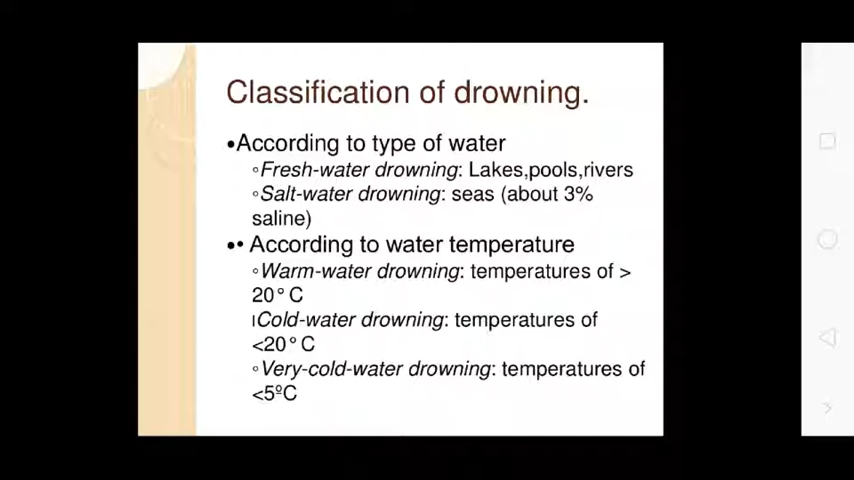 Classification of drowning.
•According to type of water
◦Fresh-water drowning: Lakes,pools,rivers
◦Salt-water drowning: seas (about 3%
saline)
•• According to water temperature
◦Warm-water drowning: temperatures of >
20° C
lCold-water drowning: temperatures of
<20° C
◦Very-cold-water drowning: temperatures of
<5ºC